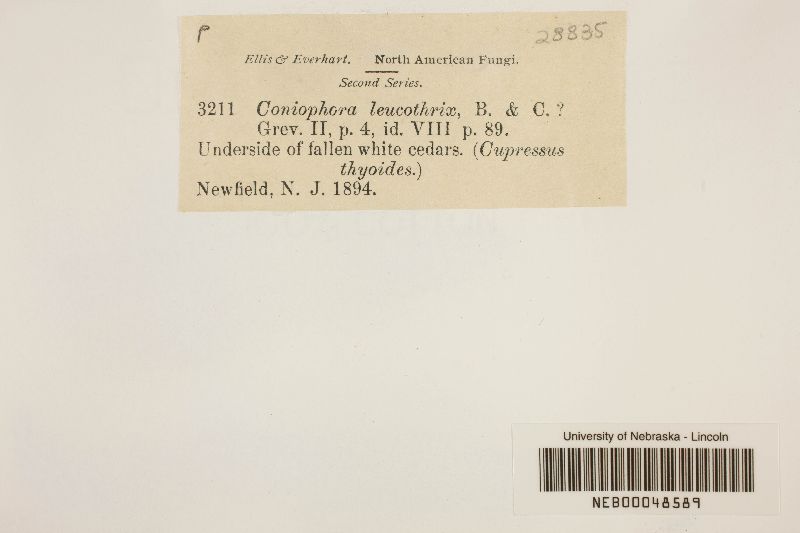 P 28835
Ellis & Everhart. North American Fungi.
Second Series.
3211 Coniophora leucothrix, B. & C. ?
Grev. II, p. 4, id. VIII p. 89.
Underside of fallen white cedars. (Cupressus
thyoides.)
Newfield, N. J. 1894.
University of Nebraska - Lincoln
NEB00048589